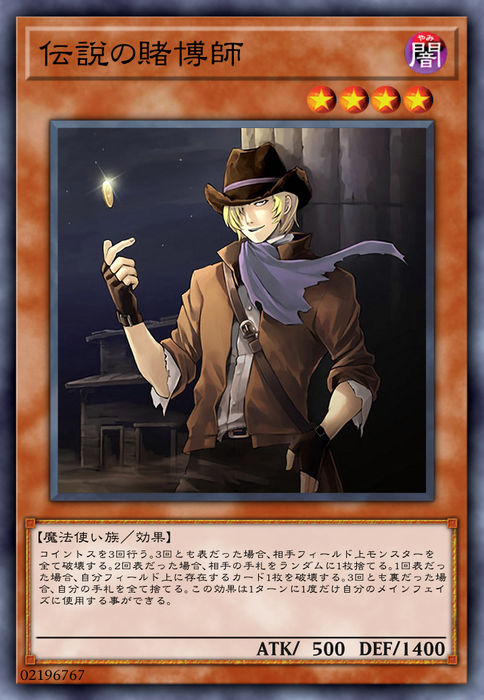 伝説の賭博師
やみ
闇
【魔法使い族／効果】
コイントスを3回行う。3回とも表だった場合、相手フィールド上モンスターを
全て破壊する。2回表だった場合、相手の手札をランダムに1枚捨てる。1回表だっ
た場合、自分フィールド上に存在するカード1枚を破壊する。3回とも裏だった場
合、自分の手札を全て捨てる。この効果は1ターンに1度だけ自分のメインフェイ
ズに使用する事ができる。
ATK/ 500 DEF/1400
02196767